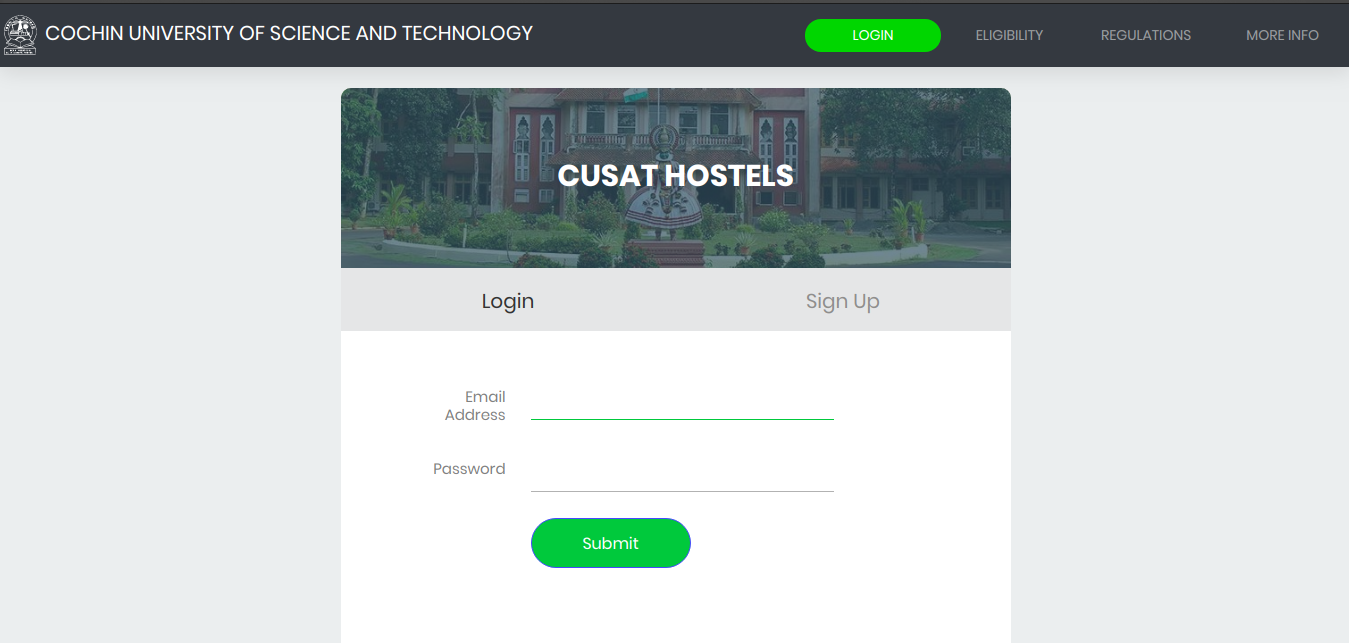 COCHIN UNIVERSITY OF SCIENCE AND TECHNOLOGY
LOGIN
ELIGIBILITY
REGULATIONS
MORE INFO
CUSAT HOSTELS
Login
Sign Up
Email
Address
Password
Submit